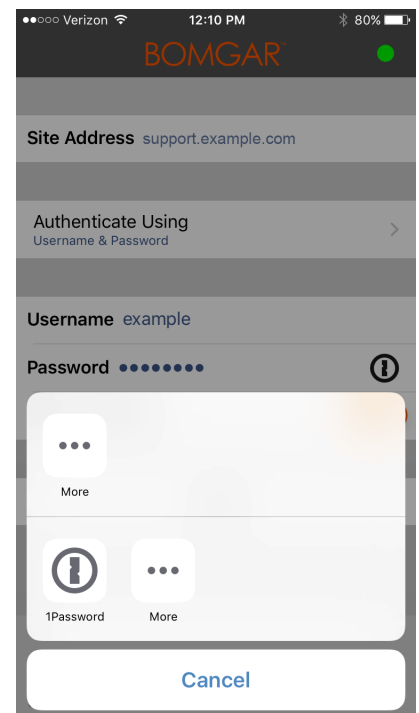 Verizon 12:10 PM 80%
BOMGAR™
Site Address support.example.com
Authenticate Using
Username & Password
Username example
Password ••••••••
More
1Password More
Cancel